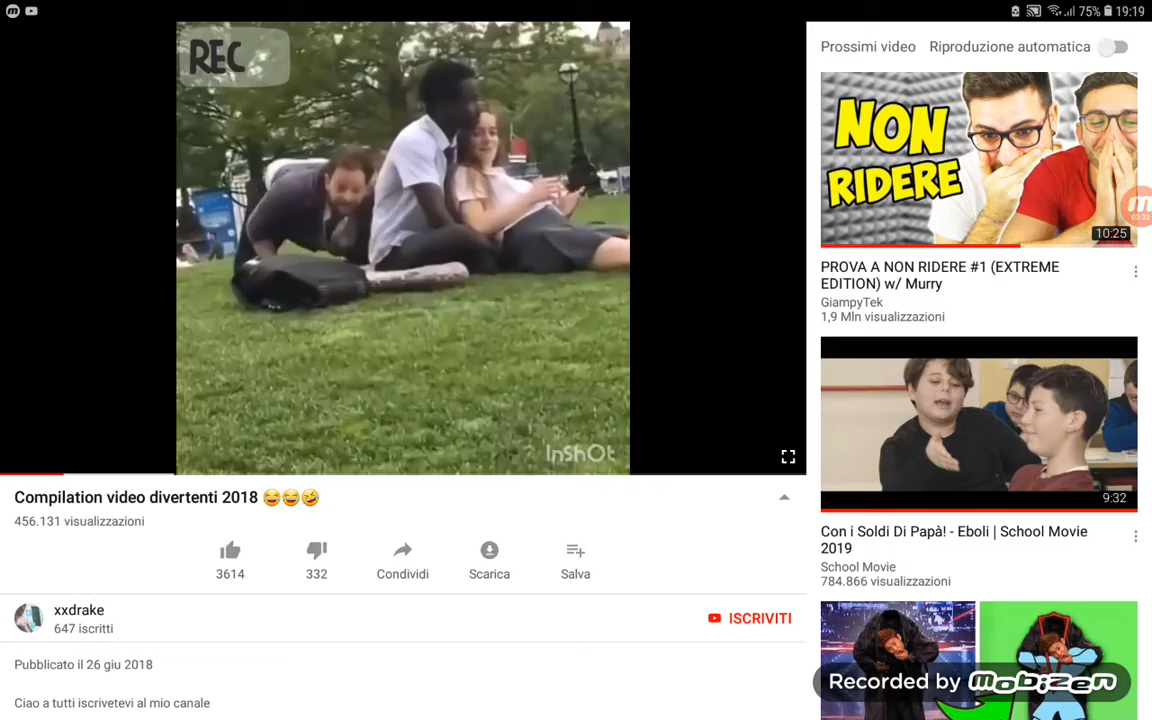 75% 19:19
REC
InShOt
Compilation video divertenti 2018 😂😂🤣
456.131 visualizzazioni
3614
332
Condividi
Scarica
Salva
xxdrake
647 iscritti
ISCRIVITI
Pubblicato il 26 giu 2018
Ciao a tutti iscrivetevi al mio canale
Prossimi video
Riproduzione automatica
NON
RIDERE
03:33
10:25
PROVA A NON RIDERE #1 (EXTREME
EDITION) w/ Murry
GiampyTek
1,9 Mln visualizzazioni
9:32
Con i Soldi Di Papà! - Eboli | School Movie
2019
School Movie
784.866 visualizzazioni
Recorded by mobizen